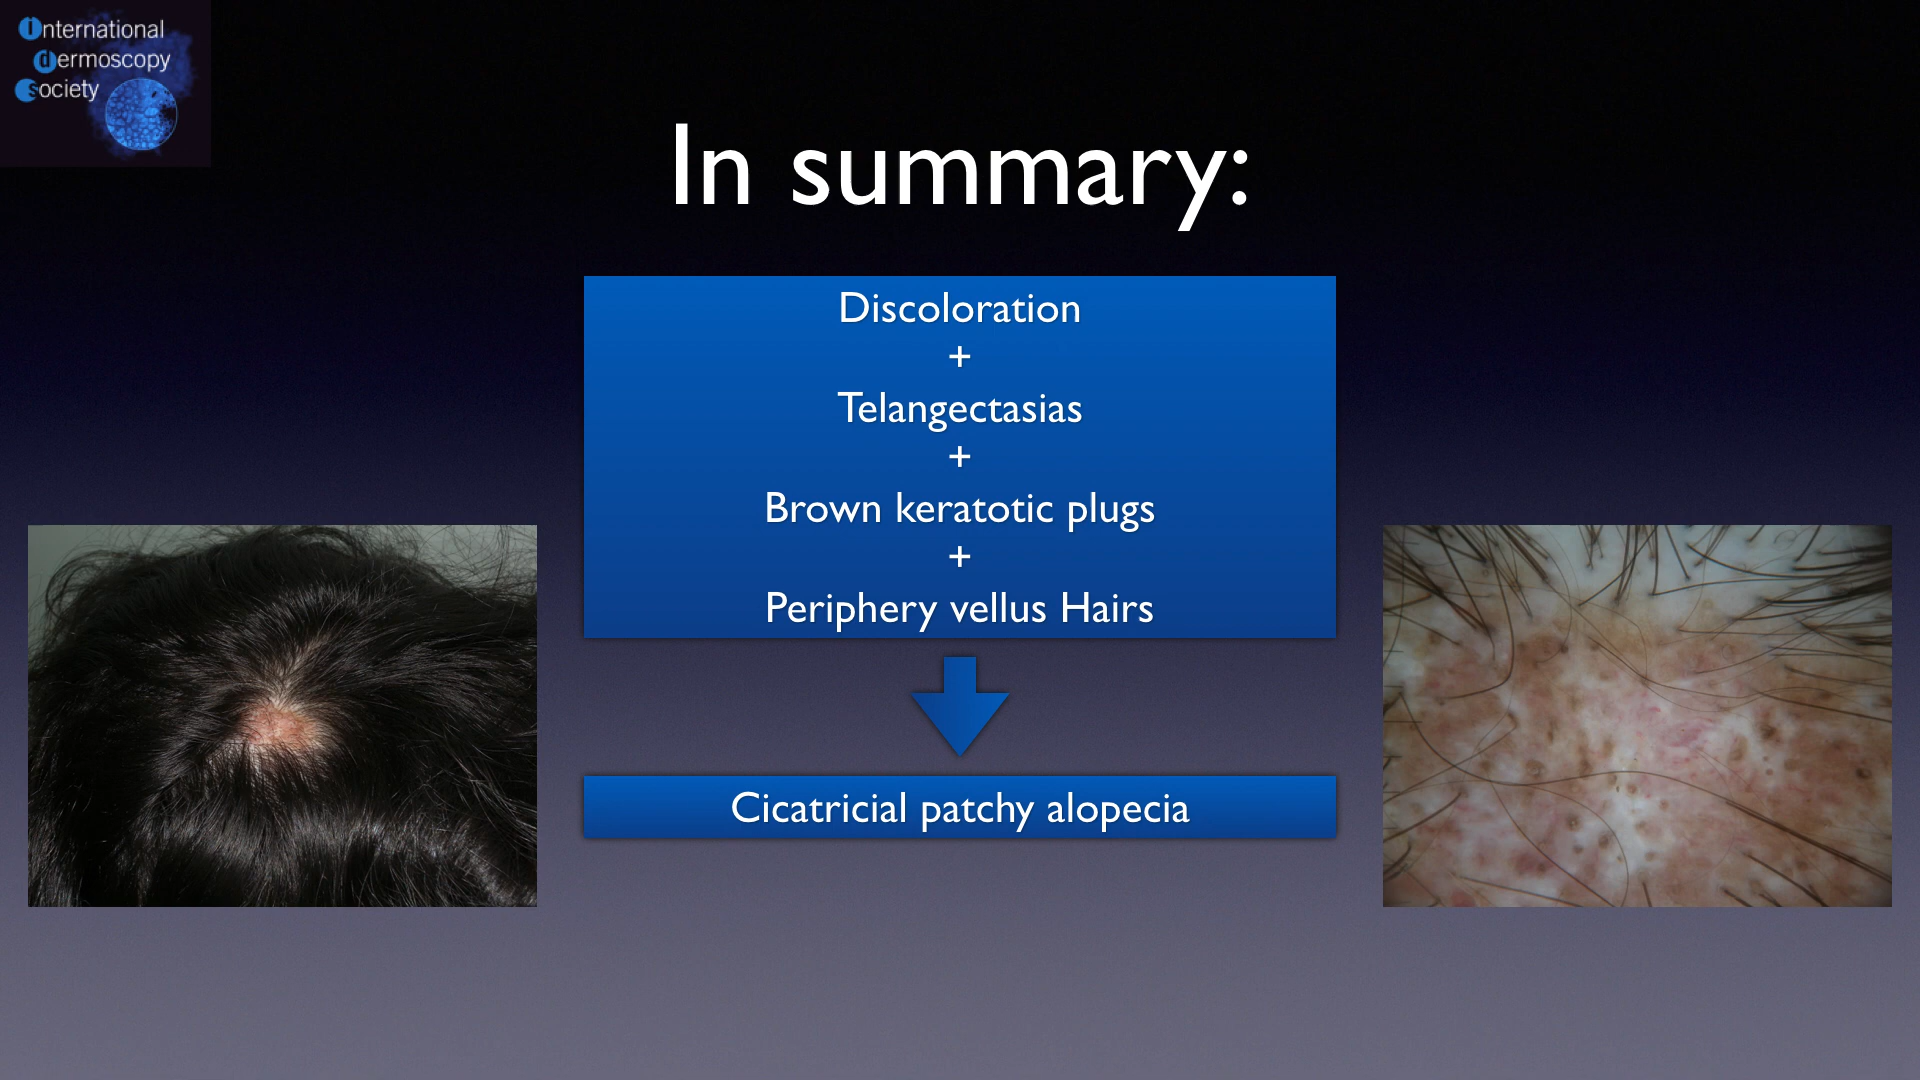 International
dermoscopy
Society
In summary:
Discoloration
+
Telangectasias
+
Brown keratotic plugs
+
Periphery vellus Hairs
Cicatricial patchy alopecia